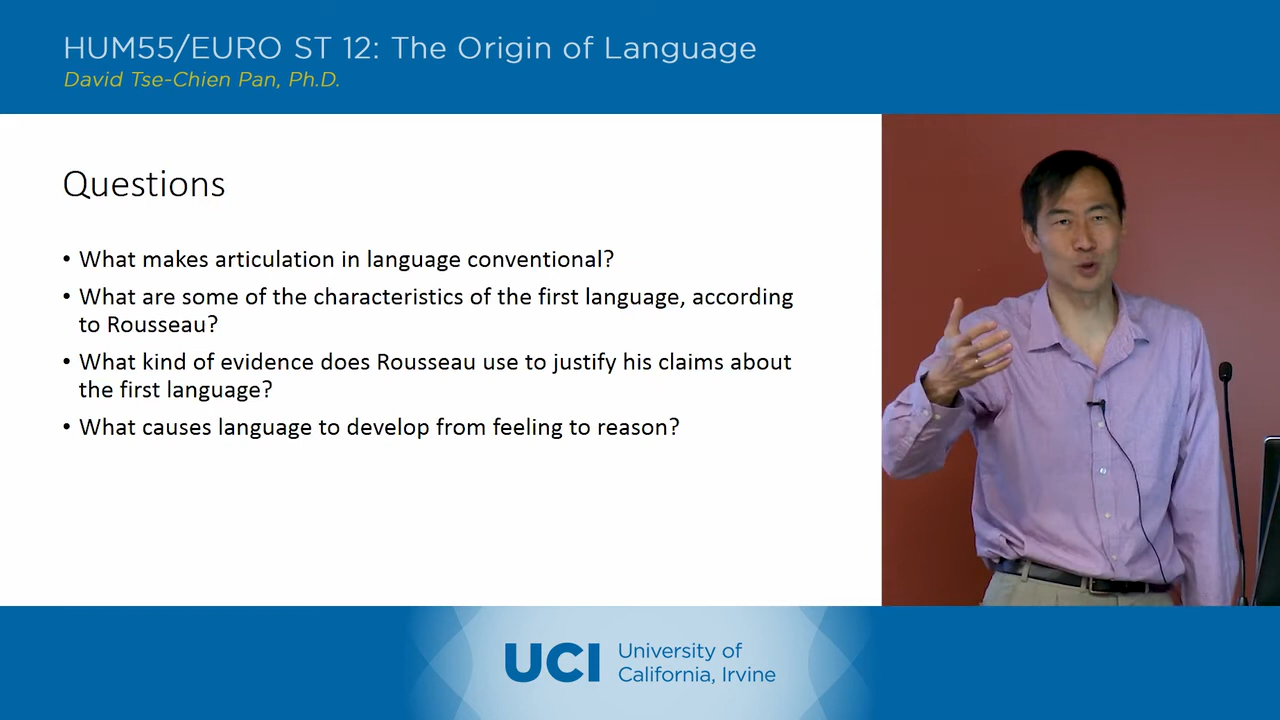 HUM55/EURO ST 12: The Origin of Language
David Tse-Chien Pan, Ph.D.
Questions
• What makes articulation in language conventional?
• What are some of the characteristics of the first language, according
to Rousseau?
• What kind of evidence does Rousseau use to justify his claims about
the first language?
• What causes language to develop from feeling to reason?
UCI University of
California, Irvine